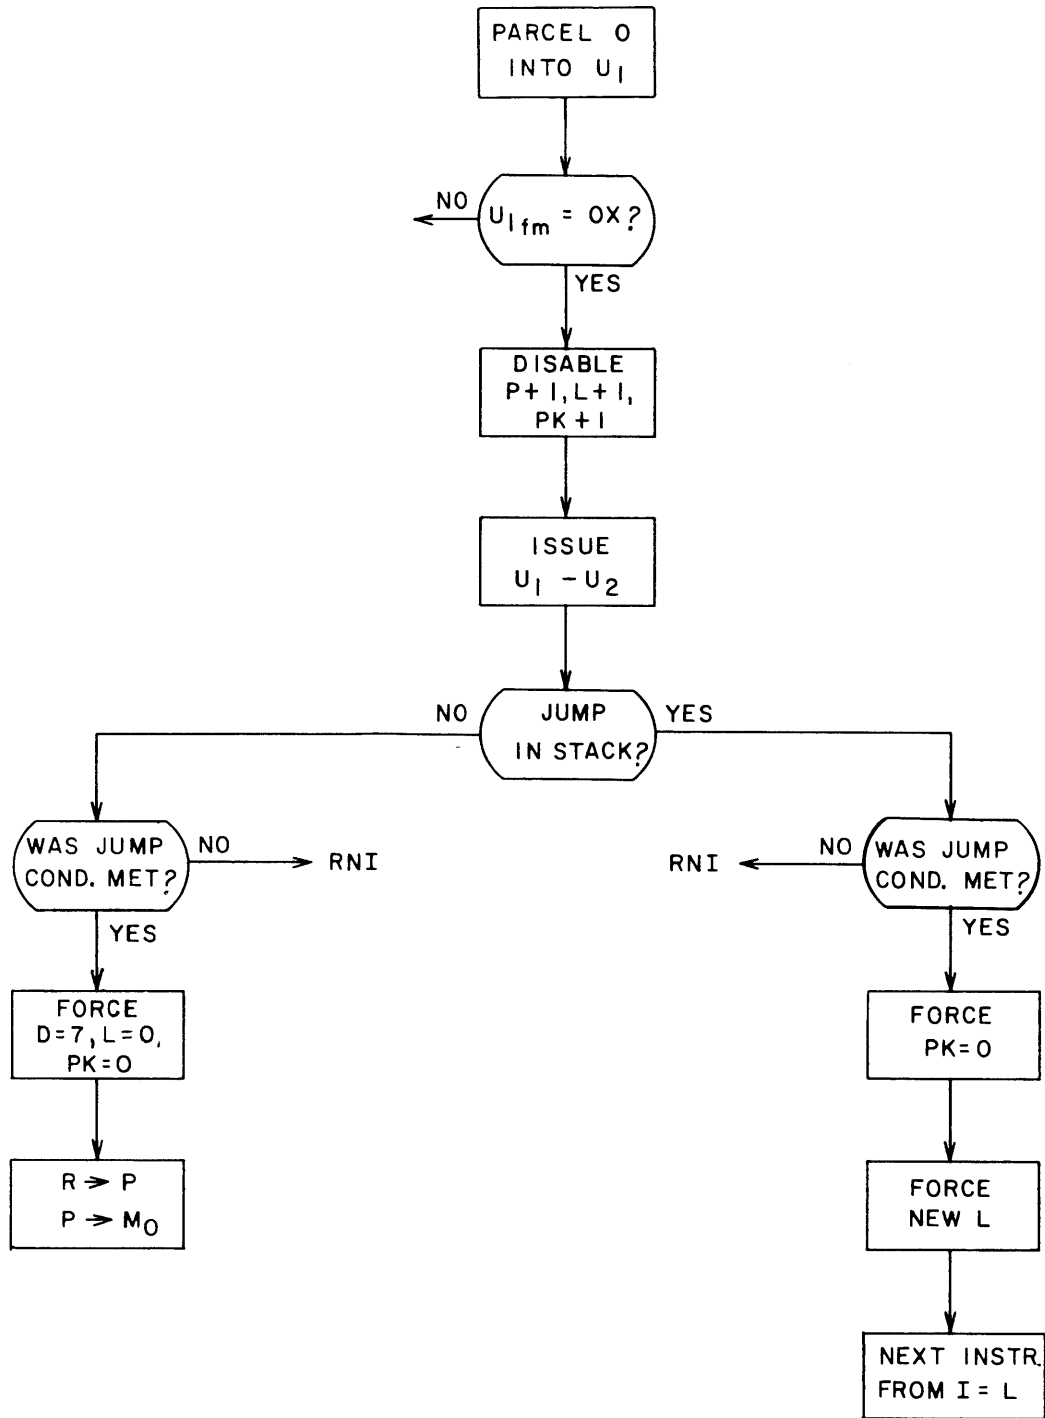 PARCEL 0
INTO U1
NO
U1fm = 0X?
YES
DISABLE
P+1, L+1,
PK+1
ISSUE
U1 - U2
NO
JUMP
IN STACK?
YES
WAS JUMP
COND. MET?
NO
RNI
YES
FORCE
D=7, L=0,
PK=0
R → P
P → M0
RNI
NO
WAS JUMP
COND. MET?
YES
FORCE
PK=0
FORCE
NEW L
NEXT INSTR.
FROM I = L